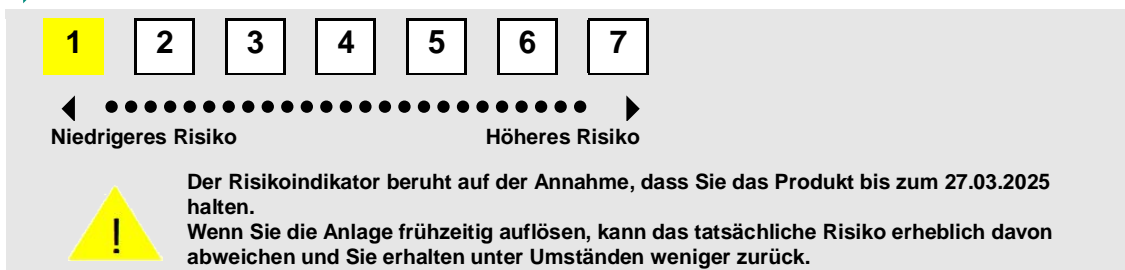 1 2 3 4 5 6 7
Niedrigeres Risiko Höheres Risiko
Der Risikoindikator beruht auf der Annahme, dass Sie das Produkt bis zum 27.03.2025
halten.
!
Wenn Sie die Anlage frühzeitig auflösen, kann das tatsächliche Risiko erheblich davon
abweichen und Sie erhalten unter Umständen weniger zurück.